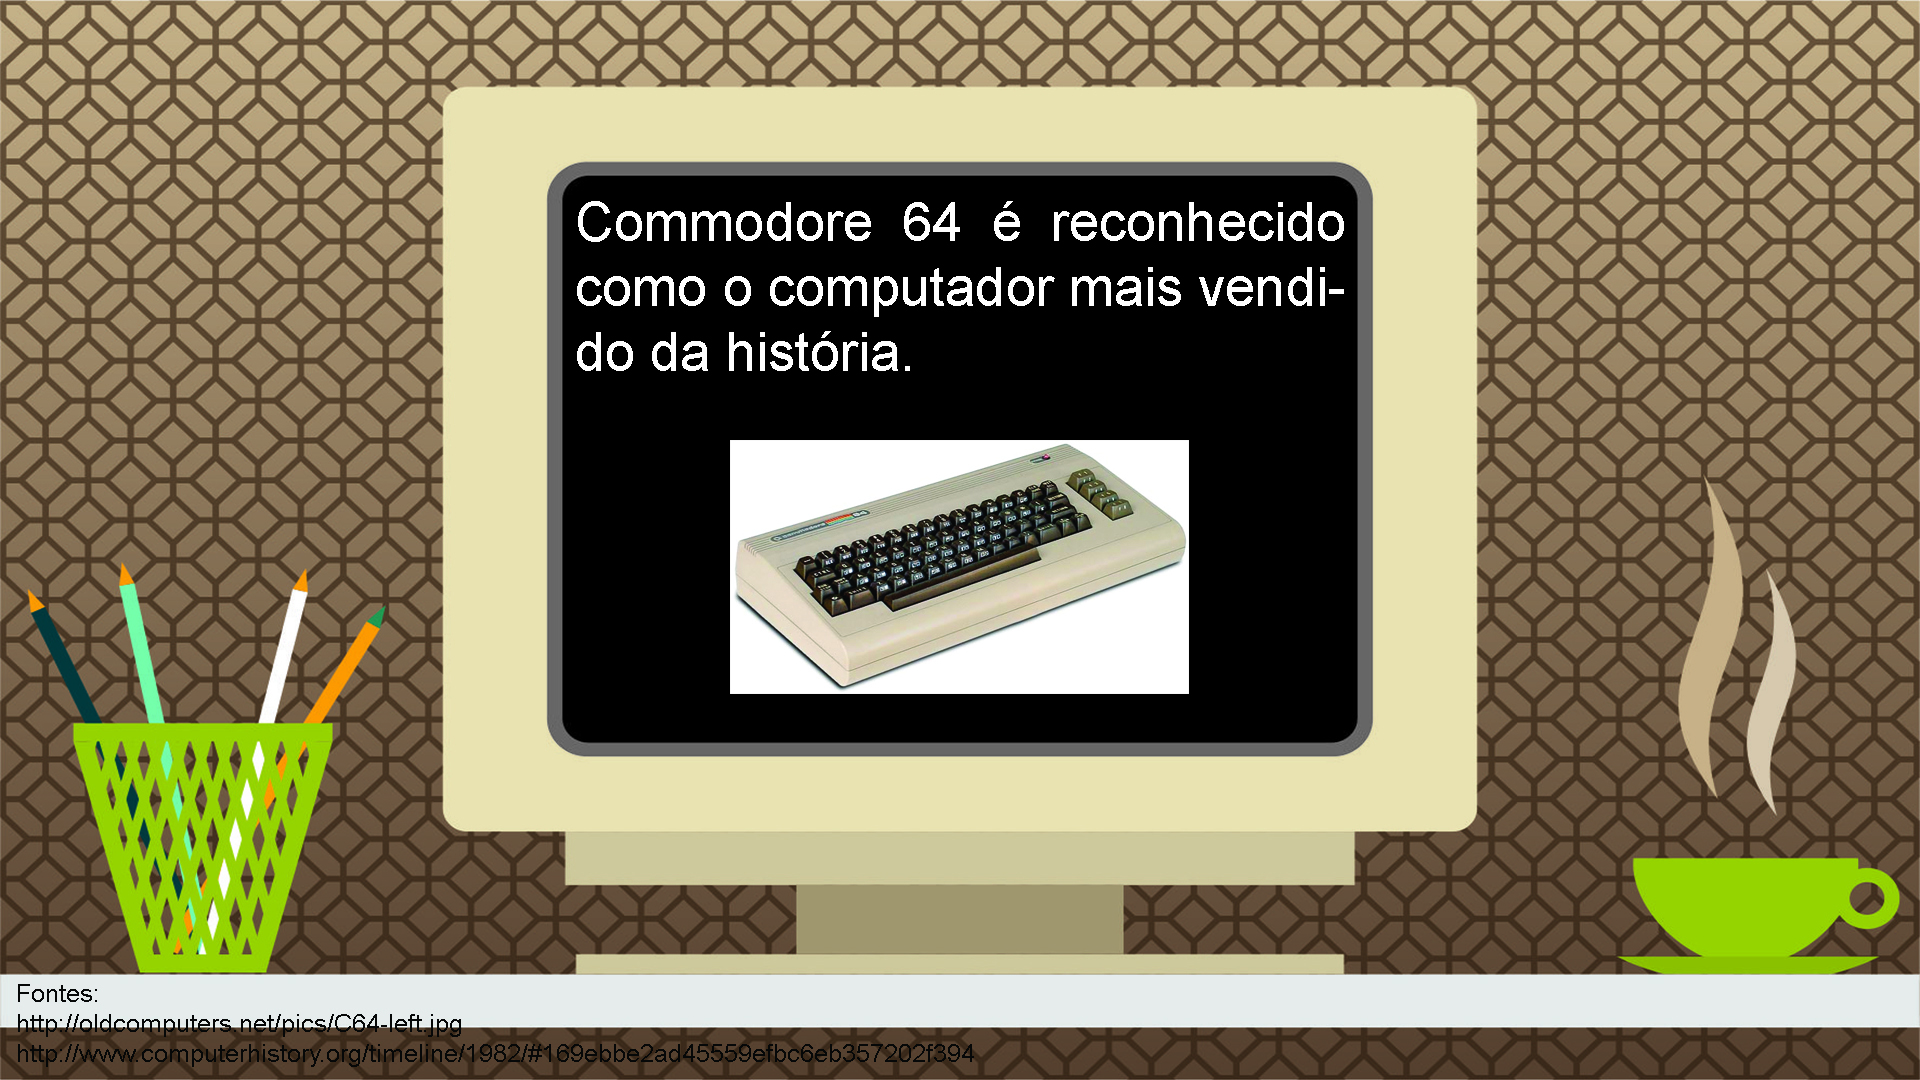 Commodore 64 é reconhecido
como o computador mais vendi-
do da história.
Fontes:
http://oldcomputers.net/pics/C64-left.jpg
http://www.computerhistory.org/timeline/1982/#169ebbe2ad45559efbc6eb357202f394